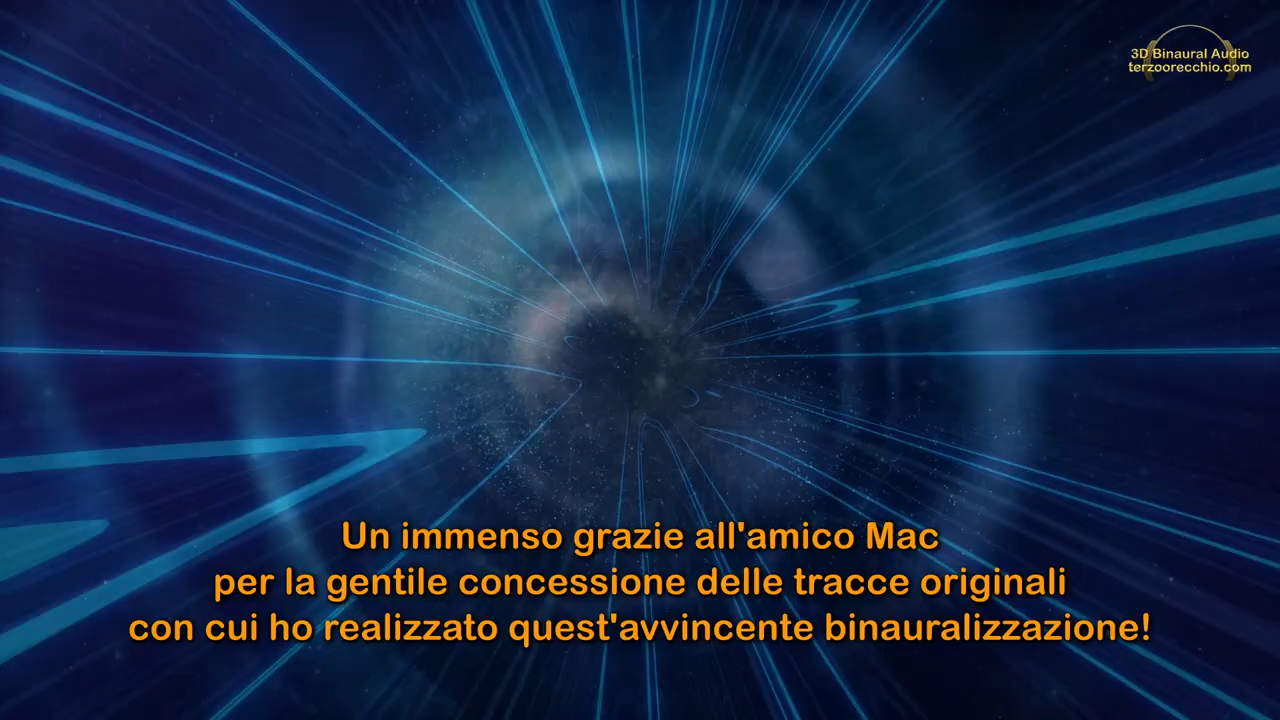 3D Binaural Audio
terzoorecchio.com
Un immenso grazie all'amico Mac
per la gentile concessione delle tracce originali
con cui ho realizzato quest'avvincente binauralizzazione!